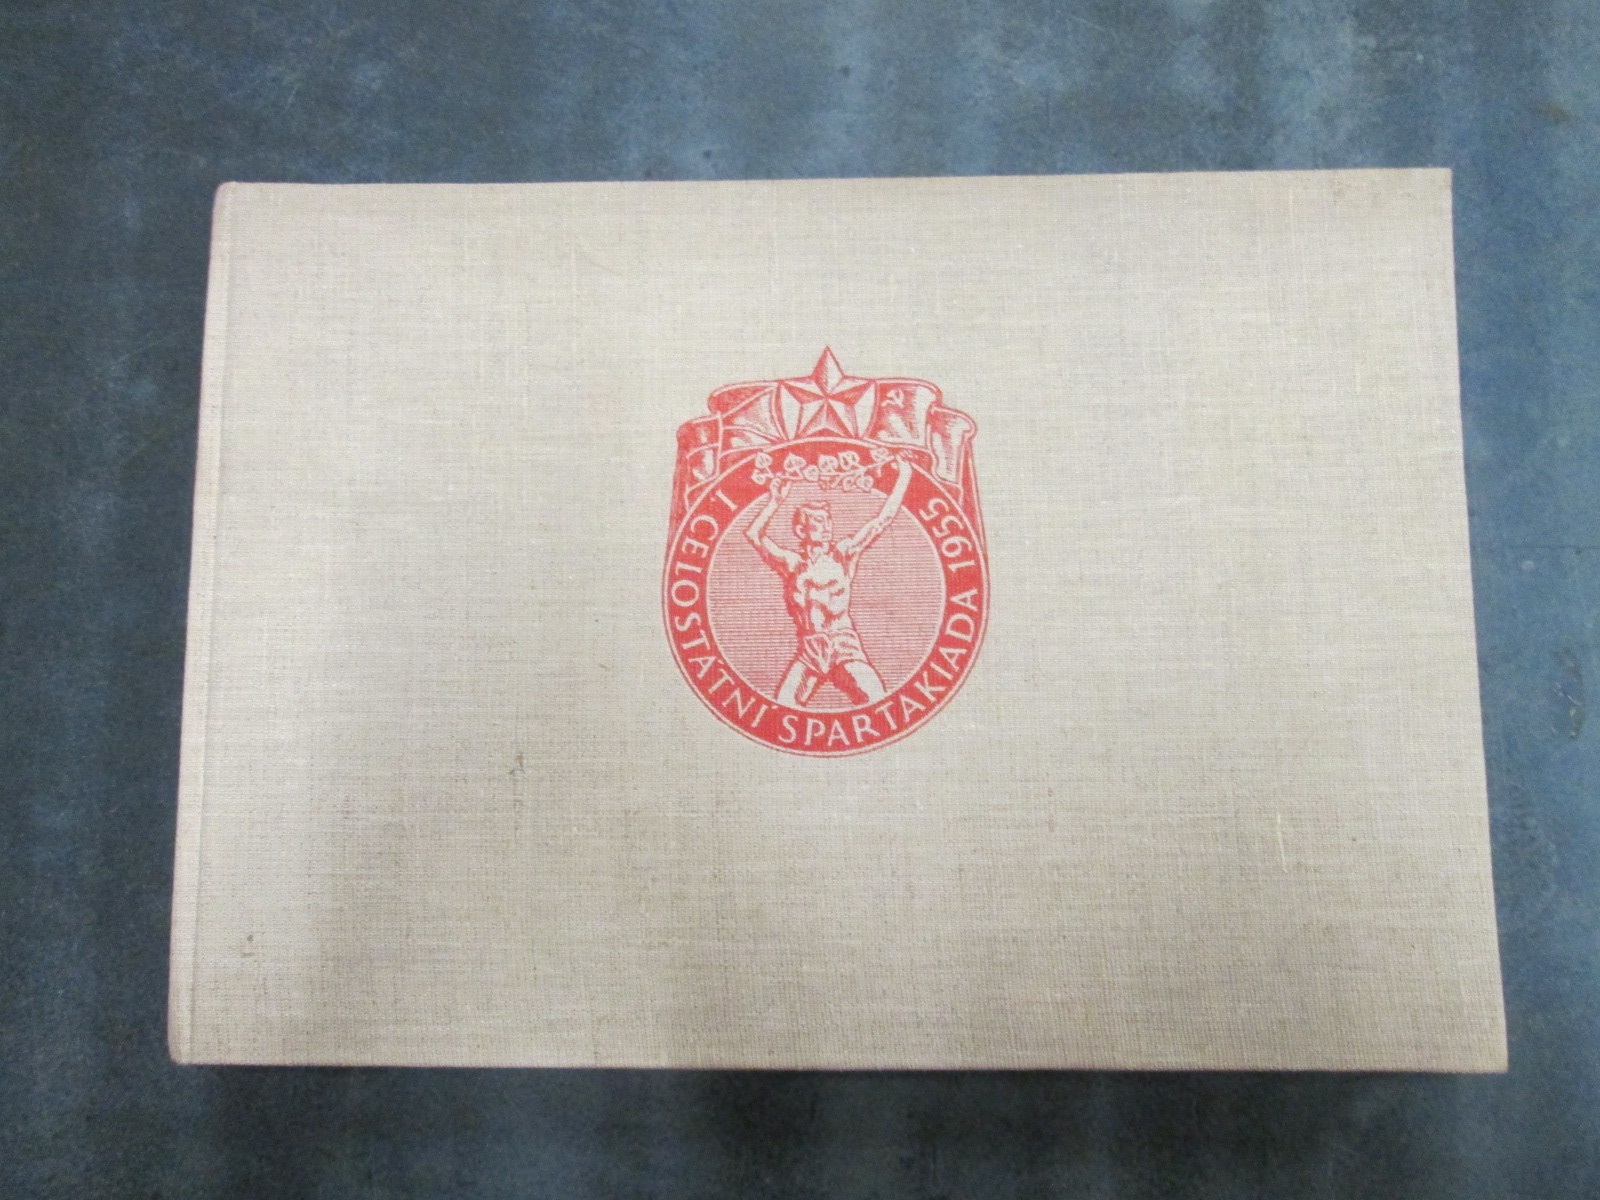 I. CELOSTÁTNÍ SPARTAKIADA 1955